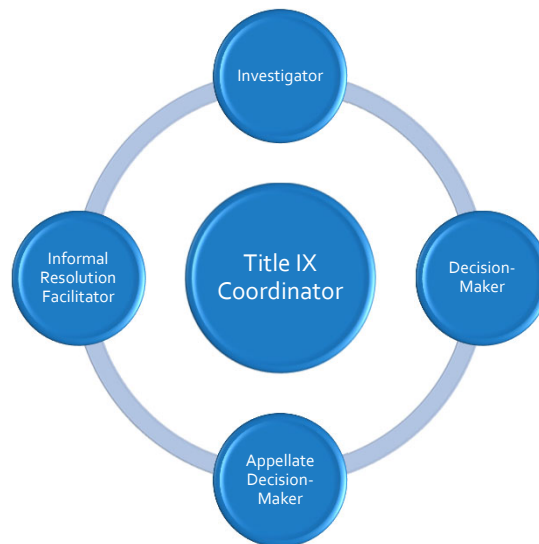 Investigator
Informal
Resolution
Facilitator
Title IX
Coordinator
Decision-
Maker
Appellate
Decision-
Maker